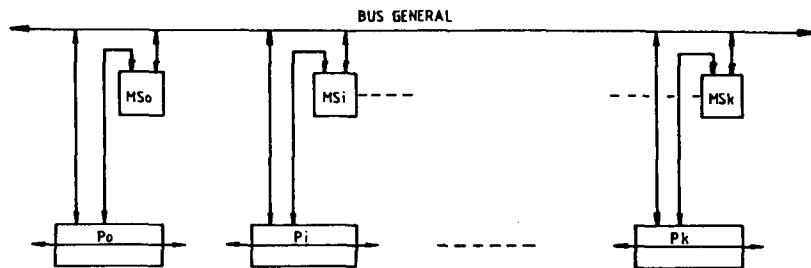 BUS GENERAL
MSo
MSi
MSk
Po
Pi
Pk